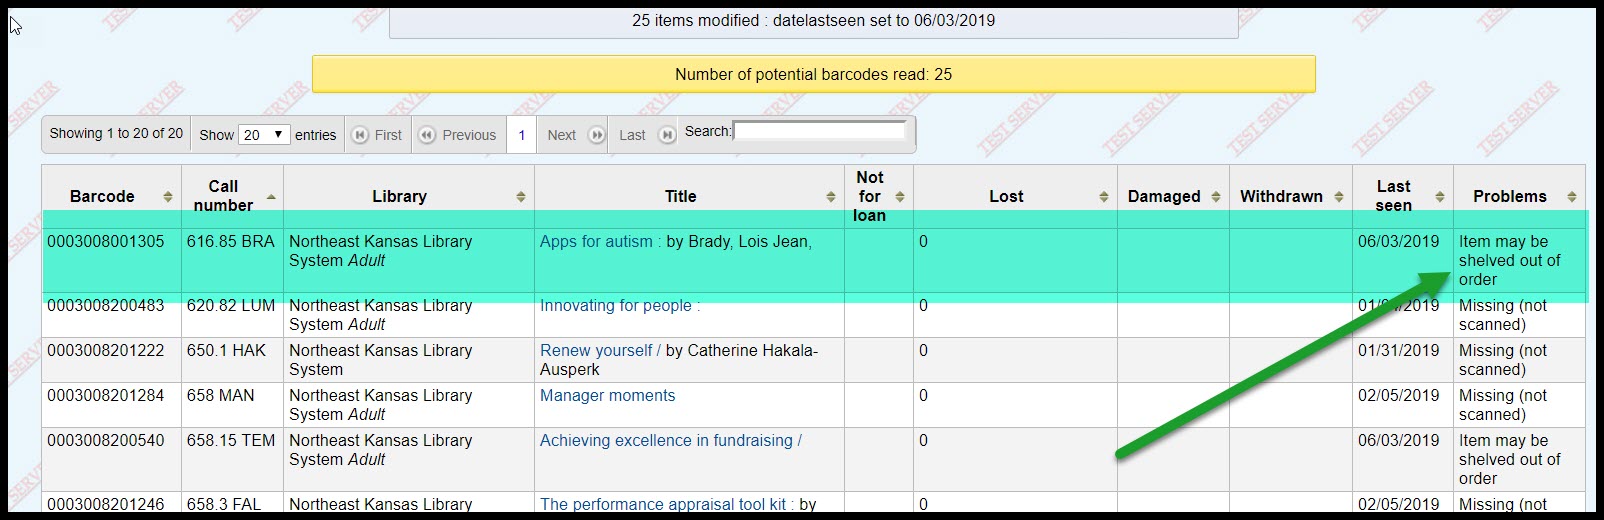 25 items modified : datelastseen set to 06/03/2019
Number of potential barcodes read: 25
TEST SERVER
Showing 1 to 20 of 20 Show 20 entries First Previous 1 Next Last Search:
Barcode Call number Library Title Not for loan Lost Damaged Withdrawn Last seen Problems
0003008001305 616.85 BRA Northeast Kansas Library Apps for autism : by Brady, Lois Jean, 0 06/03/2019 Item may be
System Adult shelved out of
order
0003008200483 620.82 LUM Northeast Kansas Library Innovating for people : 0 Missing (not
System Adult scanned)
0003008201222 650.1 HAK Northeast Kansas Library Renew yourself / by Catherine Hakala- 0 01/31/2019 Missing (not
System Ausperk scanned)
0003008201284 658 MAN Northeast Kansas Library Manager moments 0 02/05/2019 Missing (not
System Adult scanned)
0003008200540 658.15 TEM Northeast Kansas Library Achieving excellence in fundraising / 0 06/03/2019 Item may be
System Adult shelved out of
order
0003008201246 658.3 FAL Northeast Kansas Library The performance appraisal tool kit : by 0 02/05/2019 Missing (not